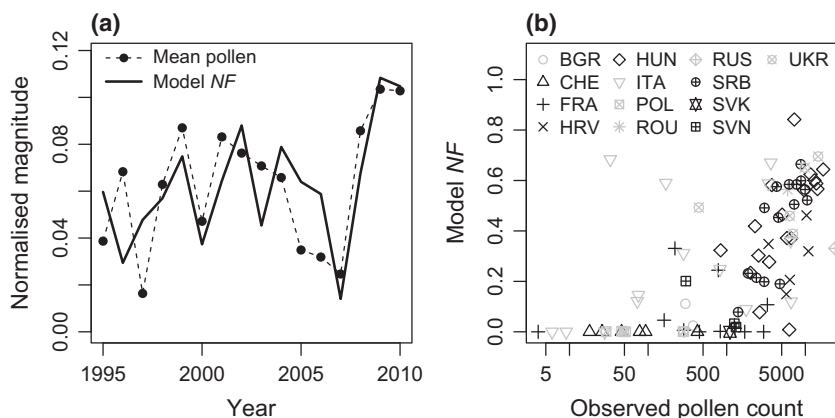 (a)
Normalised magnitude
0.12
0.08
0.04
0.00
Mean pollen
Model NF
1995
2000
2005
2010
Year
(b)
Model NF
1.0
0.8
0.6
0.4
0.2
0.0
BGR
HUN
RUS
UKR
CHE
ITA
SRB
FRA
POL
SVK
HRV
ROU
SVN
5
50
500
5000
Observed pollen count